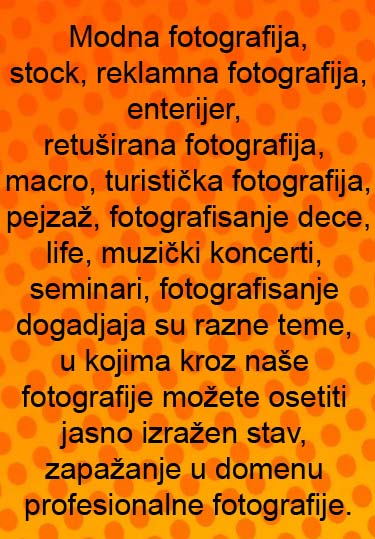 Modna fotografija,
stock, reklamna fotografija,
enterijer,
retuširana fotografija,
macro, turistička fotografija,
pejzaž, fotografisanje dece,
life, muzički koncerti,
seminari, fotografisanje
dogadjaja su razne teme,
u kojima kroz naše
fotografije možete osetiti
jasno izražen stav,
zapažanje u domenu
profesionalne fotografije.